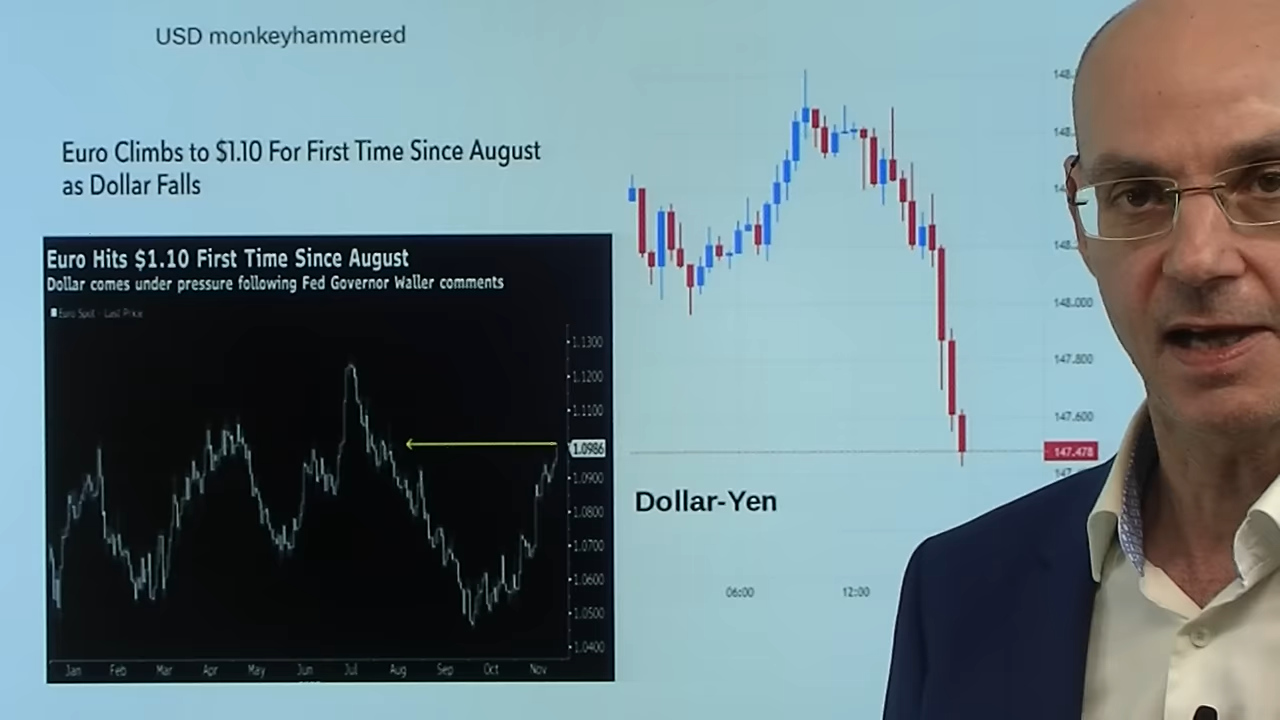 USD monkeyhammered
Euro Climbs to $1.10 For First Time Since August
as Dollar Falls
Euro Hits $1.10 First Time Since August
Dollar comes under pressure following Fed Governor Waller comments
Euro Spot - Last Price
1.1300
1.1200
1.1100
1.0986
1.0900
1.0800
1.0700
1.0600
1.0500
1.0400
Jan Feb Mar Apr May Jun Jul Aug Sep Oct Nov
148.000
147.800
147.600
147.478
Dollar-Yen
06:00 12:00